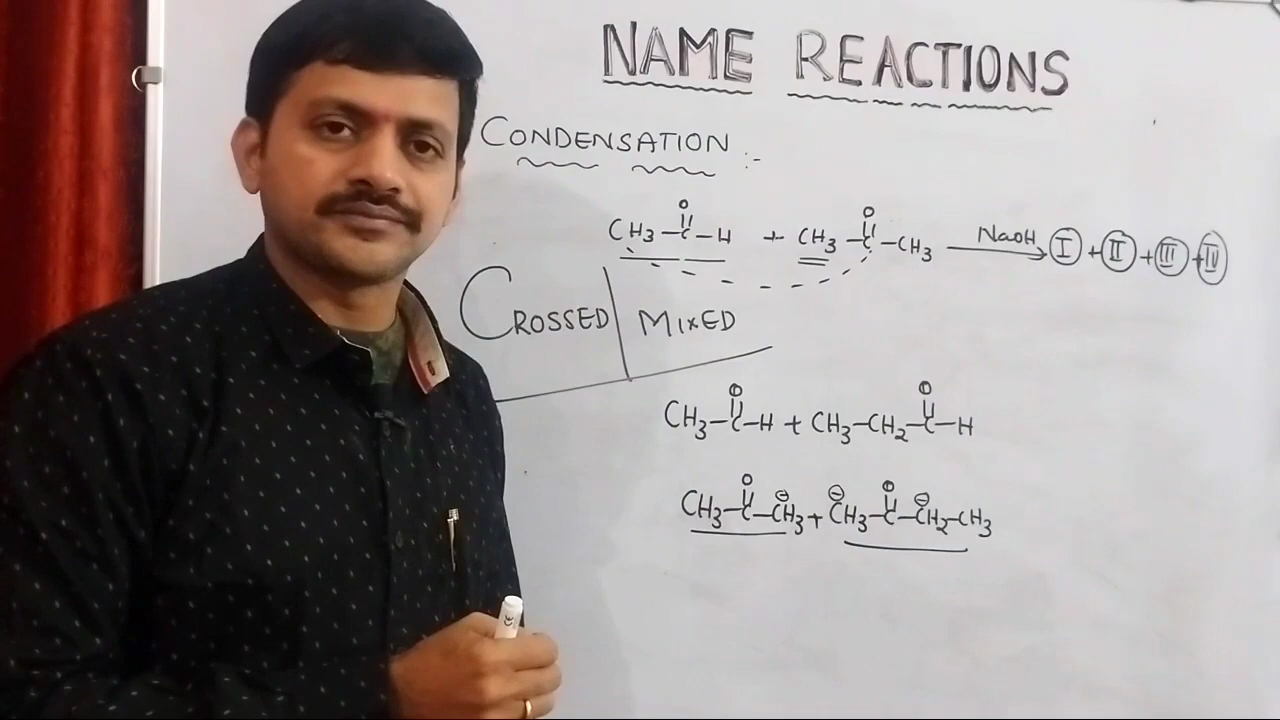 NAME REACTIONS
CONDENSATION :-
O O
CH3-C-H + CH3-C-CH3 NaOH I + II + III + IV
CROSSED MIXED
O O
CH3-C-H + CH3-CH2-C-H
O ⊖ ⊖ O ⊖
CH3-C-CH3 + CH3-C-CH2-CH3